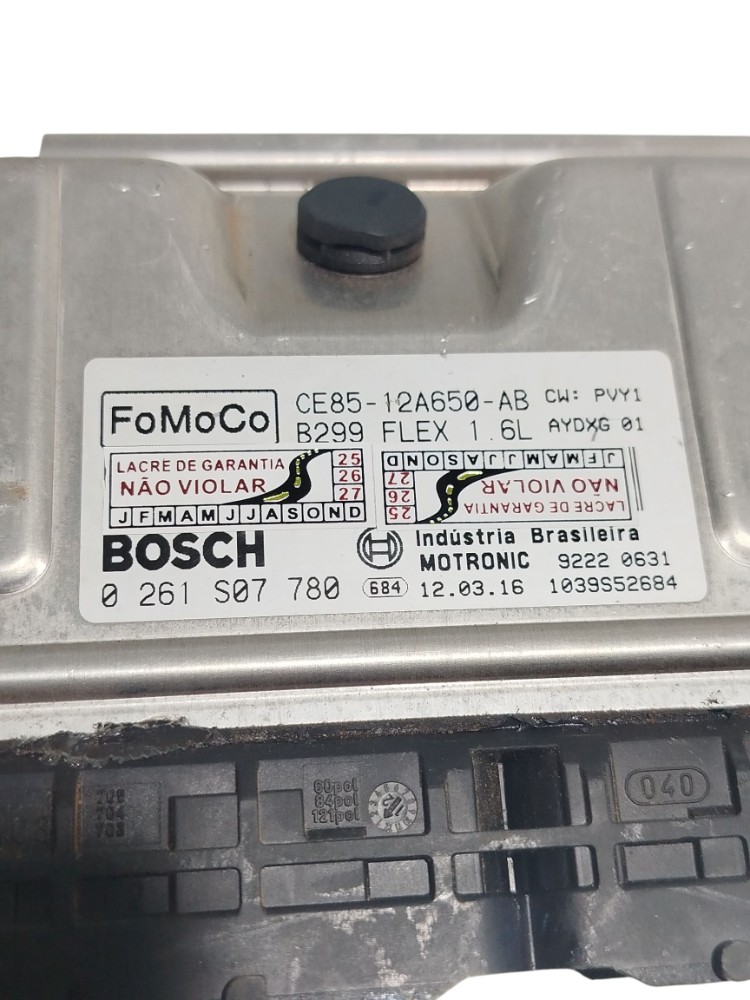 FoMoCo
CE85-12A650-AB CW: PVY1
B299 FLEX 1.6L AYDXG 01
LACRE DE GARANTIA 25
NÃO VIOLAR 26
27
J F M A M J J A S O N D
J F M A M J J A S O N D
27
NÃO VIOLAR 26
LACRE DE GARANTIA 25
BOSCH
Indústria Brasileira
MOTRONIC 9222 0631
0 261 S07 780 684 12.03.16 1039S52684
60pol
84pol
121pol
040